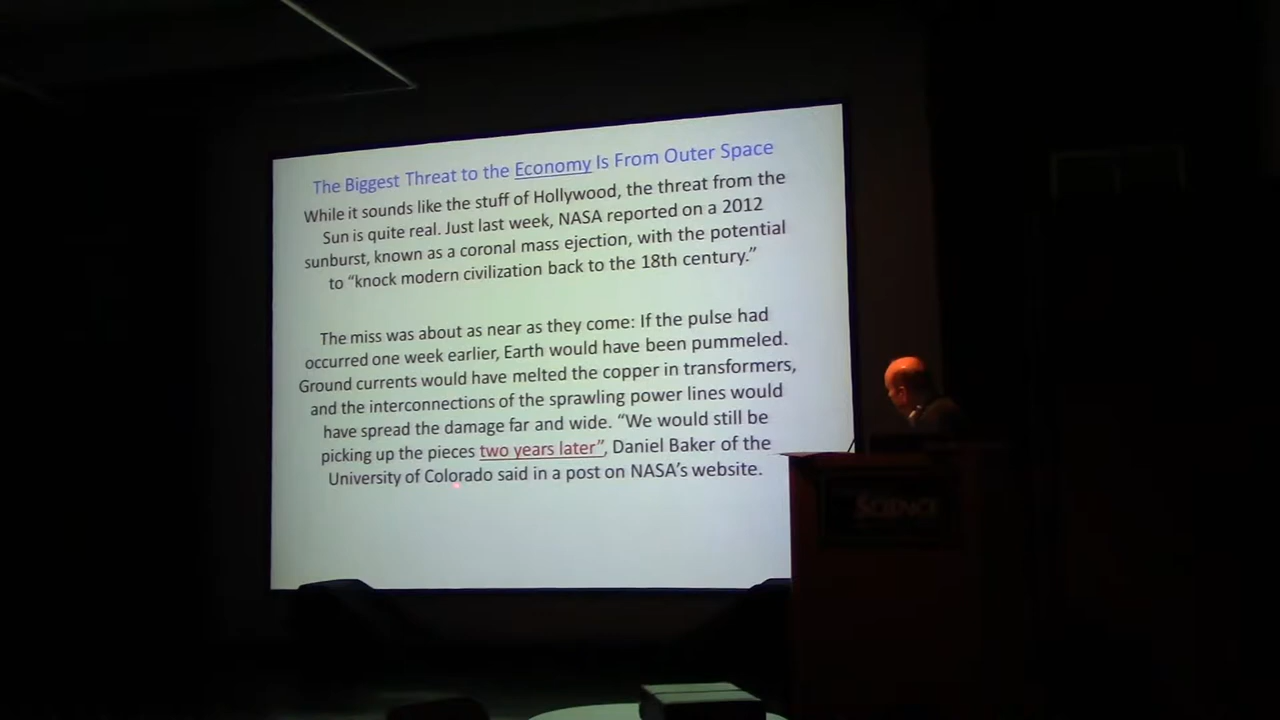 The Biggest Threat to the Economy Is From Outer Space
While it sounds like the stuff of Hollywood, the threat from the
Sun is quite real. Just last week, NASA reported on a 2012
sunburst, known as a coronal mass ejection, with the potential
to “knock modern civilization back to the 18th century.”
The miss was about as near as they come: If the pulse had
occurred one week earlier, Earth would have been pummeled.
Ground currents would have melted the copper in transformers,
and the interconnections of the sprawling power lines would
have spread the damage far and wide. “We would still be
picking up the pieces two years later”, Daniel Baker of the
University of Colorado said in a post on NASA’s website.
SCIENCE